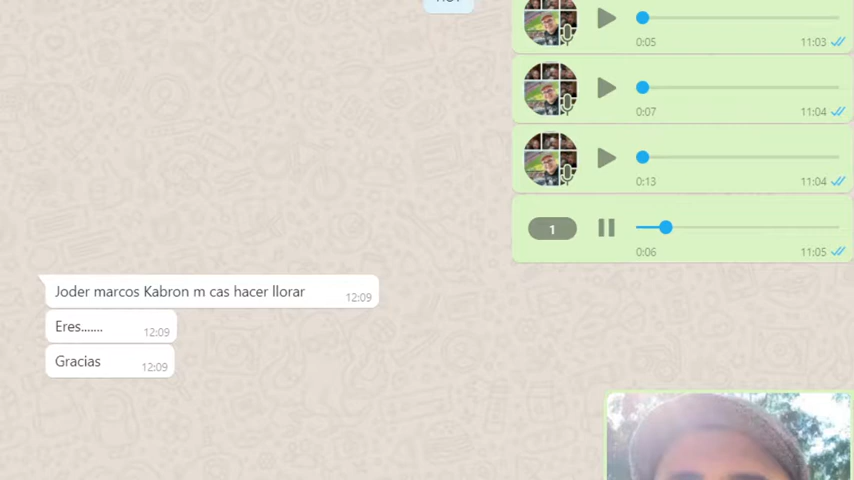 0:05 11:03
0:07 11:04
0:13 11:04
1
0:06 11:05
Joder marcos Kabron m cas hacer llorar 12:09
Eres....... 12:09
Gracias 12:09